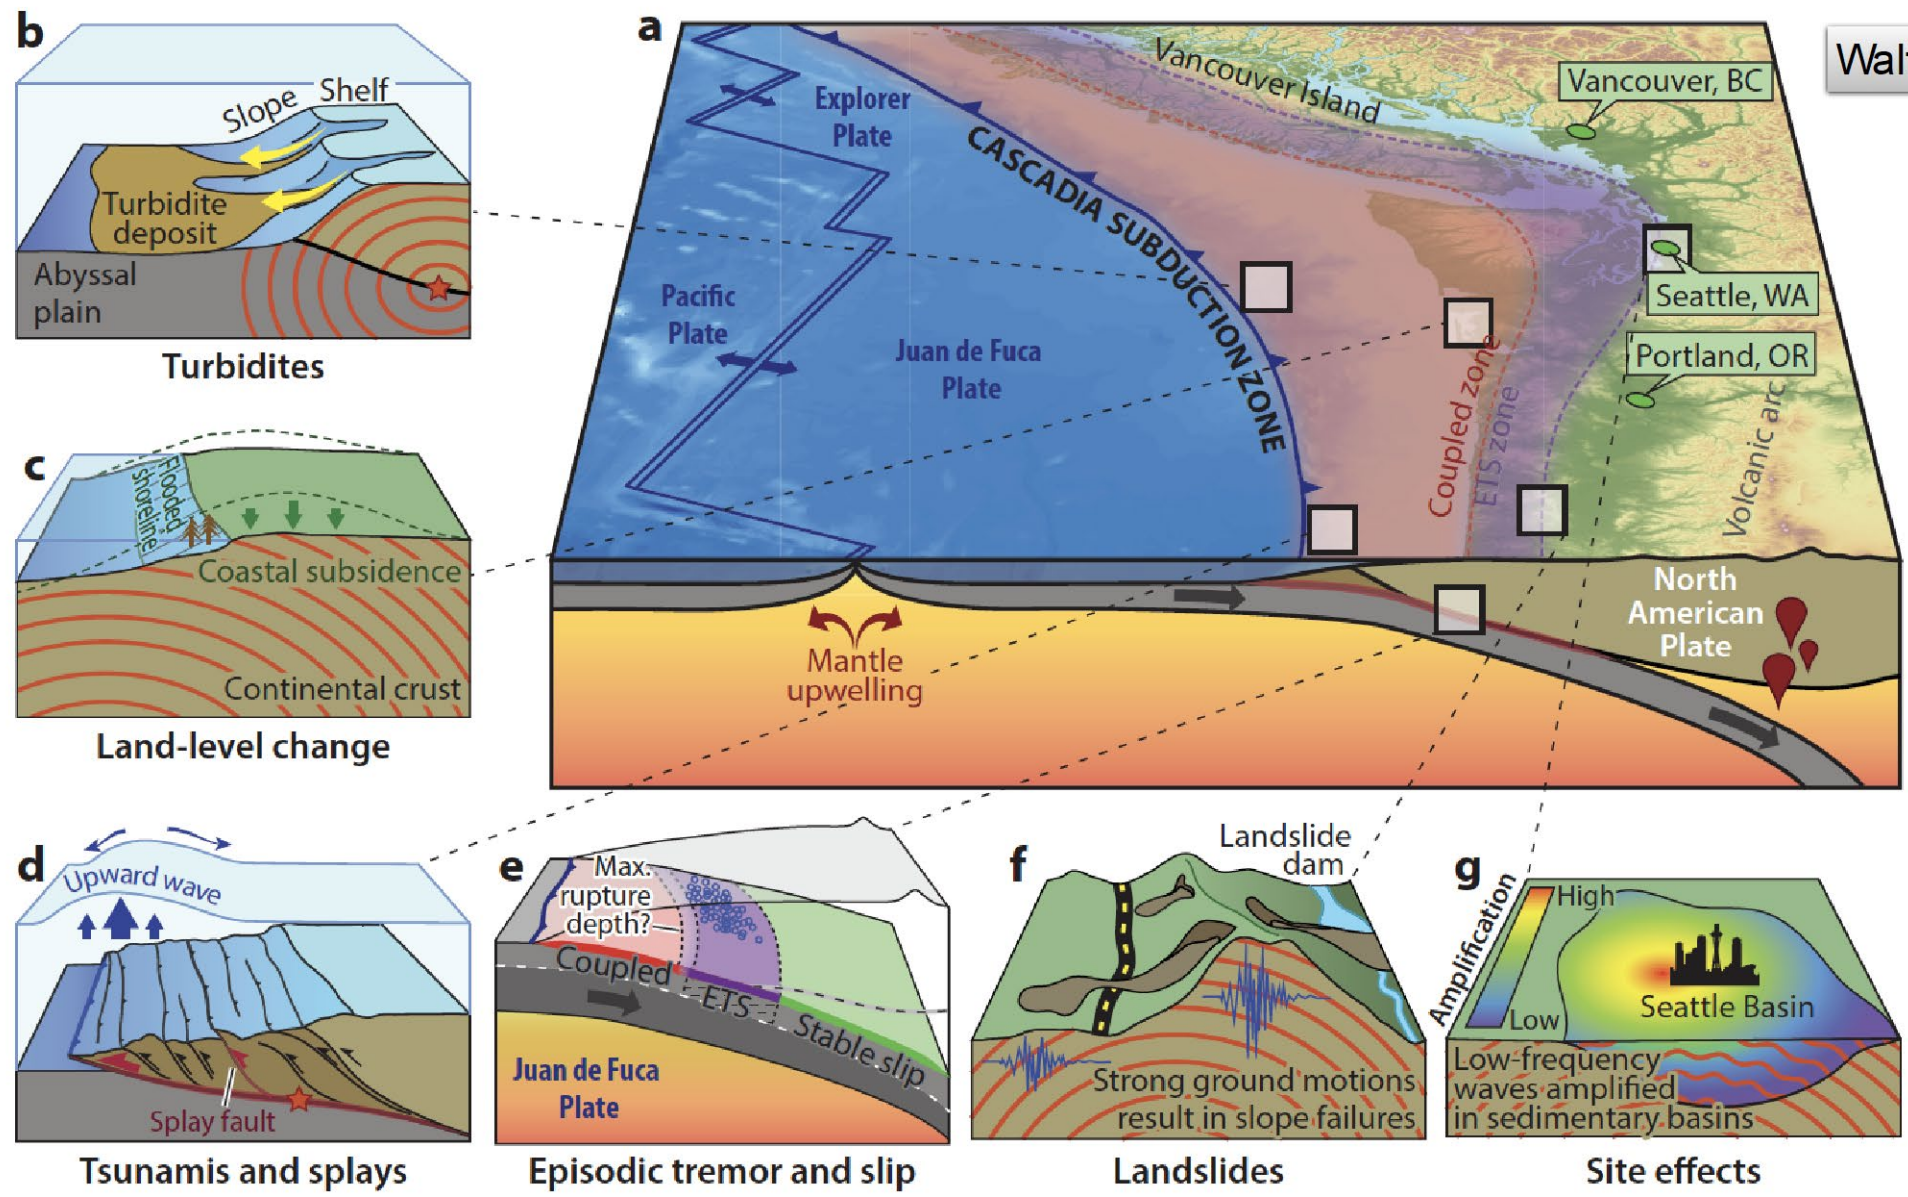 b
Shelf
Slope
Turbidite
deposit
Abyssal
plain
Turbidites
a
Explorer
Plate
Pacific
Plate
Juan de Fuca
Plate
CASCADIA SUBDUCTION ZONE
Vancouver Island
Vancouver, BC
Seattle, WA
Portland, OR
Coupled zone
ETS zone
Volcanic arc
Mantle
upwelling
North
American
Plate
c
Flooded
shoreline
Coastal subsidence
Continental crust
Land-level change
d
Upward wave
Splay fault
Tsunamis and splays
e
Max.
rupture
depth?
Coupled
ETS
Stable slip
Juan de Fuca
Plate
Episodic tremor and slip
f
Landslide
dam
Strong ground motions
result in slope failures
Landslides
g
Amplification
High
Low
Seattle Basin
Low-frequency
waves amplified
in sedimentary basins
Site effects